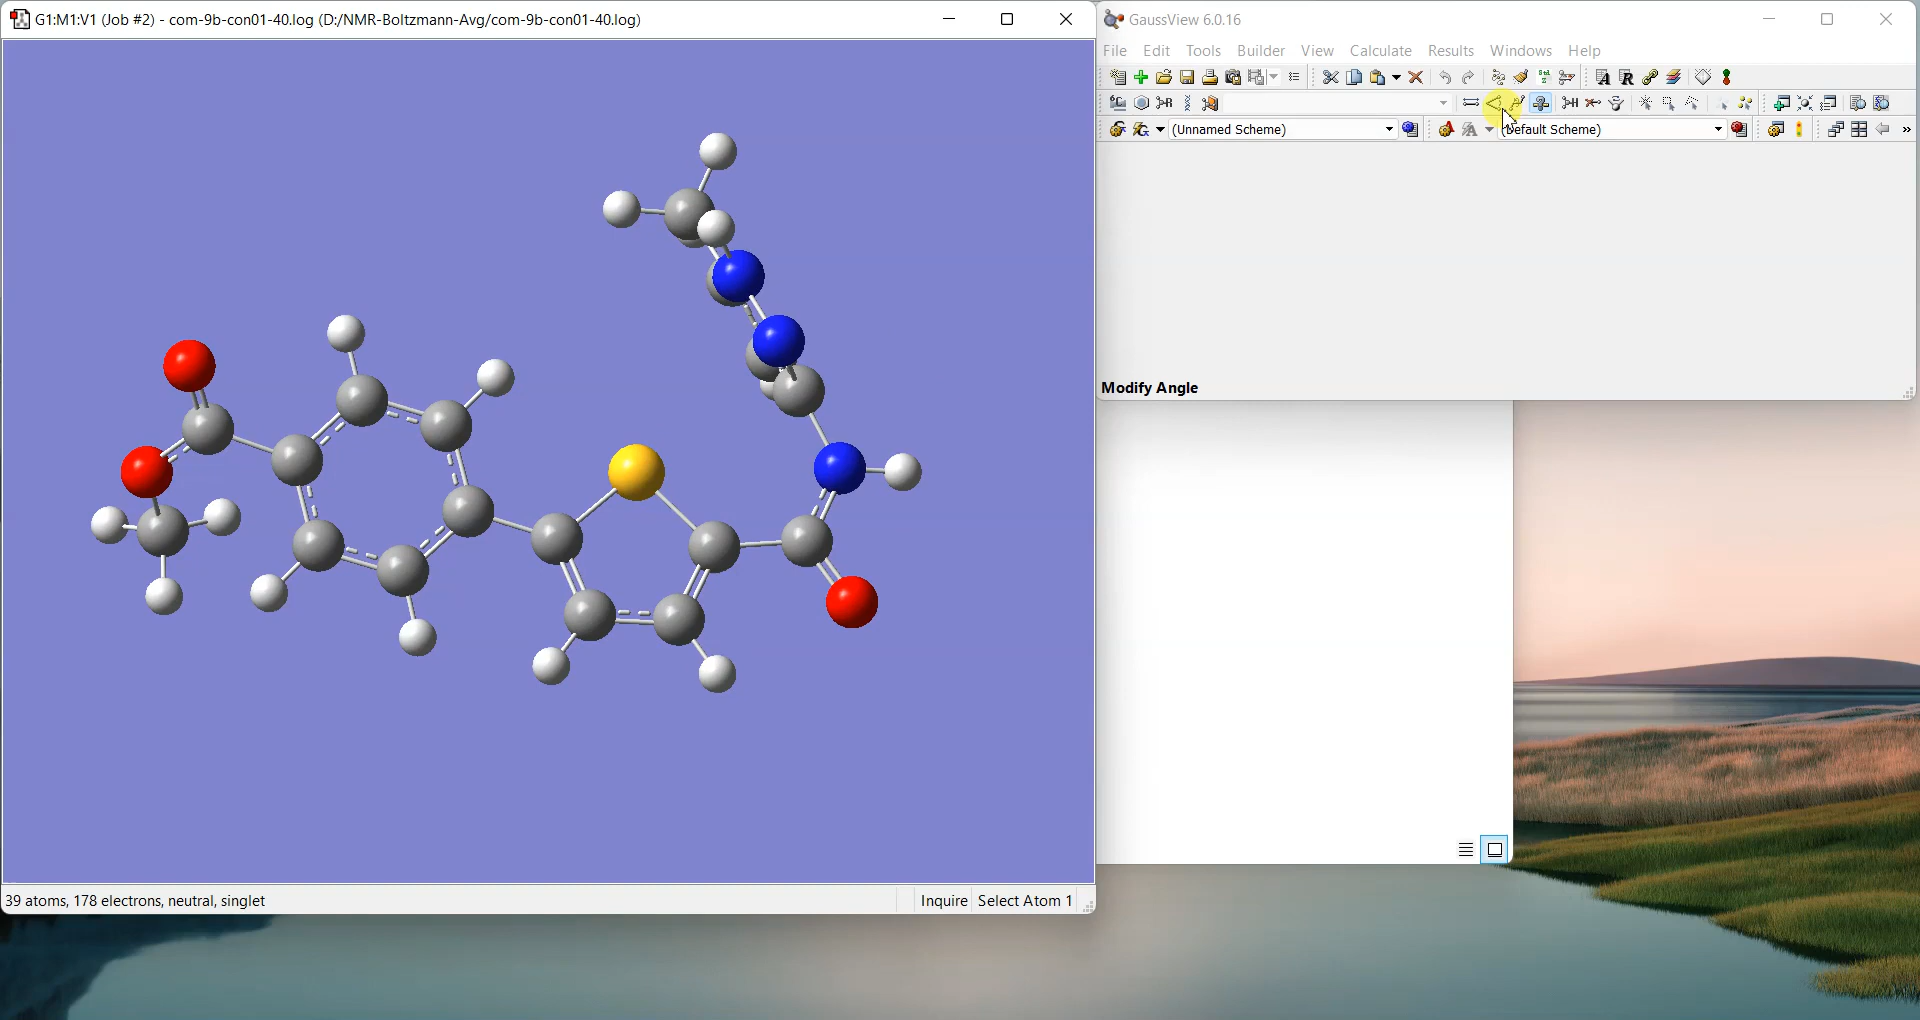 G1:M1:V1 (Job #2) - com-9b-con01-40.log (D:/NMR-Boltzmann-Avg/com-9b-con01-40.log)
39 atoms, 178 electrons, neutral, singlet
Inquire Select Atom 1
GaussView 6.0.16
File Edit Tools Builder View Calculate Results Windows Help
(Unnamed Scheme)
(Default Scheme)
Modify Angle